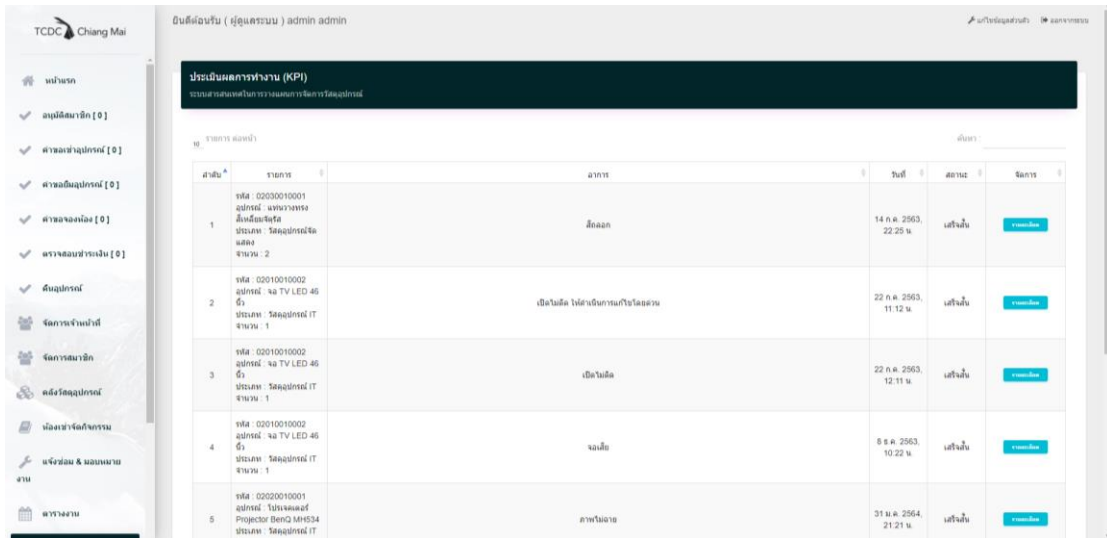 TCDC Chiang Mai
ยินดีต้อนรับ ( ผู้ดูแลระบบ ) admin admin
แก้ไขข้อมูลส่วนตัว ออกจากระบบ
หน้าแรก
อนุมัติสมาชิก [ 0 ]
คำขอเช่าอุปกรณ์ [ 0 ]
คำขอยืมอุปกรณ์ [ 0 ]
คำขอจองห้อง [ 0 ]
ตรวจสอบชำระเงิน [ 0 ]
คืนอุปกรณ์
จัดการเจ้าหน้าที่
จัดการสมาชิก
คลังวัสดุอุปกรณ์
ห้องเช่าจัดกิจกรรม
แจ้งซ่อม & มอบหมาย
งาน
ตารางงาน
ประเมินผลการทำงาน (KPI)
ระบบสารสนเทศในการวางแผนการจัดการวัสดุอุปกรณ์
10 รายการ ต่อหน้า
ค้นหา :
ลำดับ รายการ อาการ วันที่ สถานะ จัดการ
รหัส : 02030010001
อุปกรณ์ : แท่นวางทรง
สี่เหลี่ยมจัตุรัส
ประเภท : วัสดุอุปกรณ์จัด
แสดง
จำนวน : 2
1 สีถลอก 14 ก.ค. 2563,
22:25 น. เสร็จสิ้น รายละเอียด
รหัส : 02010010002
อุปกรณ์ : จอ TV LED 46
นิ้ว
ประเภท : วัสดุอุปกรณ์ IT
จำนวน : 1
2 เปิดไม่ติด ให้ดำเนินการแก้ไขโดยด่วน 22 ก.ค. 2563,
11:12 น. เสร็จสิ้น รายละเอียด
รหัส : 02010010002
อุปกรณ์ : จอ TV LED 46
นิ้ว
ประเภท : วัสดุอุปกรณ์ IT
จำนวน : 1
3 เปิดไม่ติด 22 ก.ค. 2563,
12:11 น. เสร็จสิ้น รายละเอียด
รหัส : 02010010002
อุปกรณ์ : จอ TV LED 46
นิ้ว
ประเภท : วัสดุอุปกรณ์ IT
จำนวน : 1
4 จอเสีย 8 ธ.ค. 2563,
10:22 น. เสร็จสิ้น รายละเอียด
รหัส : 02020010001
อุปกรณ์ : โปรเจคเตอร์
Projector BenQ MH534
ประเภท : วัสดุอุปกรณ์ IT
5 ภาพไม่ฉาย 31 ม.ค. 2564,
21:21 น. เสร็จสิ้น รายละเอียด